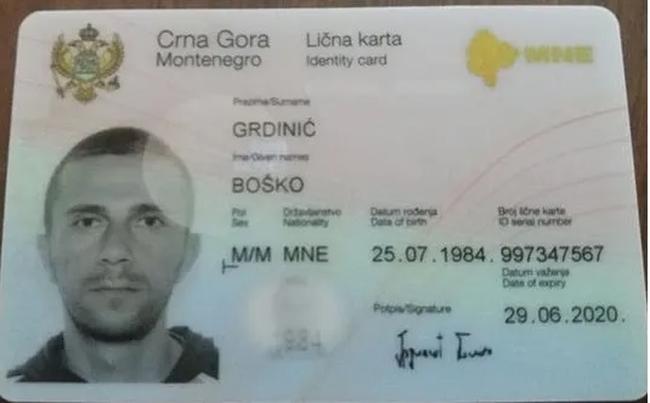 Crna Gora
Montenegro
Lična karta
Identity card
MNE
Prezime/Surname
GRDINIĆ
Ime/Given names
BOŠKO
Pol Državljanstvo Datum rođenja Broj lične karte
Sex Nationality Date of birth ID serial number
M/M MNE 25.07.1984. 997347567
Datum važenja
Date of expiry
Potpis/Signature
29.06.2020.
984